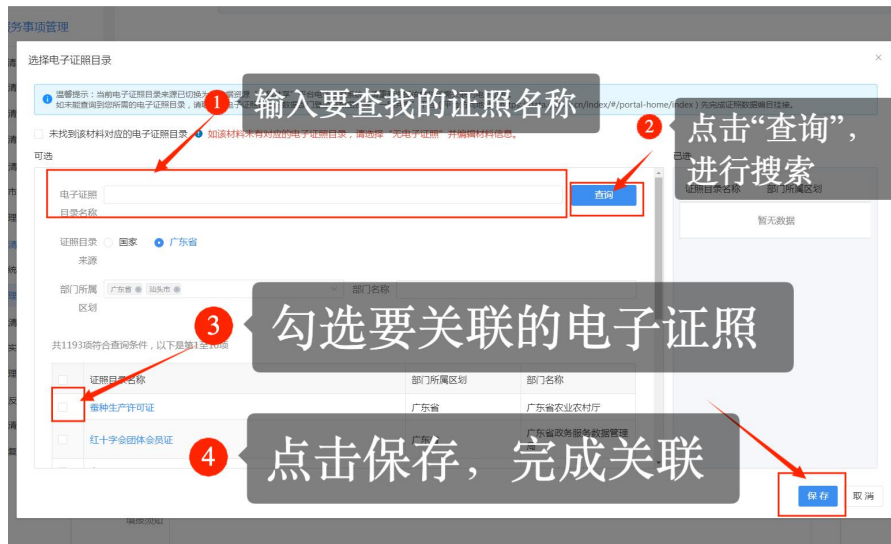 务事项管理
选择电子证照目录
×
温馨提示：当前电子证照目录来源已切换为
如未能查询到您所需的电子证照目录，请
cn/index/#/portal-home/index）先完成证照数据编目挂接。
1 输入要查找的证照名称
未找到该材料对应的电子证照目录 如该材料未有对应的电子证照目录，请选择“无电子证照”并编辑材料信息。
2 点击“查询”，
进行搜索
可选
已选
电子证照
目录名称
查询
证照目录名称 部门所属区划
暂无数据
证照目录
来源
国家 广东省
部门所属
区划
广东省 汕头市
部门名称
3 勾选要关联的电子证照
共1193项符合查询条件，以下是第1至10项
证照目录名称 部门所属区划 部门名称
蚕种生产许可证 广东省 广东省农业农村厅
红十字会团体会员证 广东省 广东省政务服务数据管理
4 点击保存，完成关联
保存 取消
填报须知